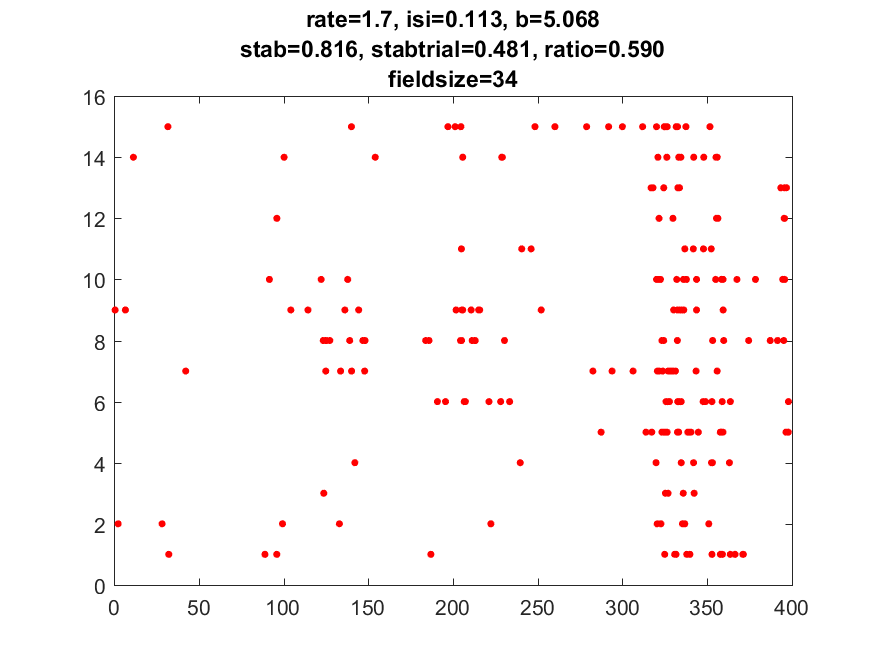 rate=1.7, isi=0.113, b=5.068
stab=0.816, stabtrial=0.481, ratio=0.590
fieldsize=34
16
14
12
10
8
6
4
2
0
0 50 100 150 200 250 300 350 400